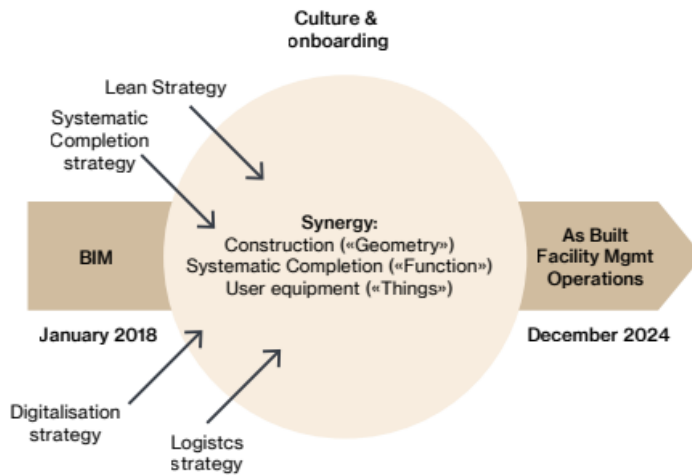 Culture &
onboarding
Lean Strategy
Systematic
Completion
strategy
BIM
Synergy:
Construction («Geometry»)
Systematic Completion («Function»)
User equipment («Things»)
As Built
Facility Mgmt
Operations
January 2018
December 2024
Digitalisation
strategy
Logistcs
strategy